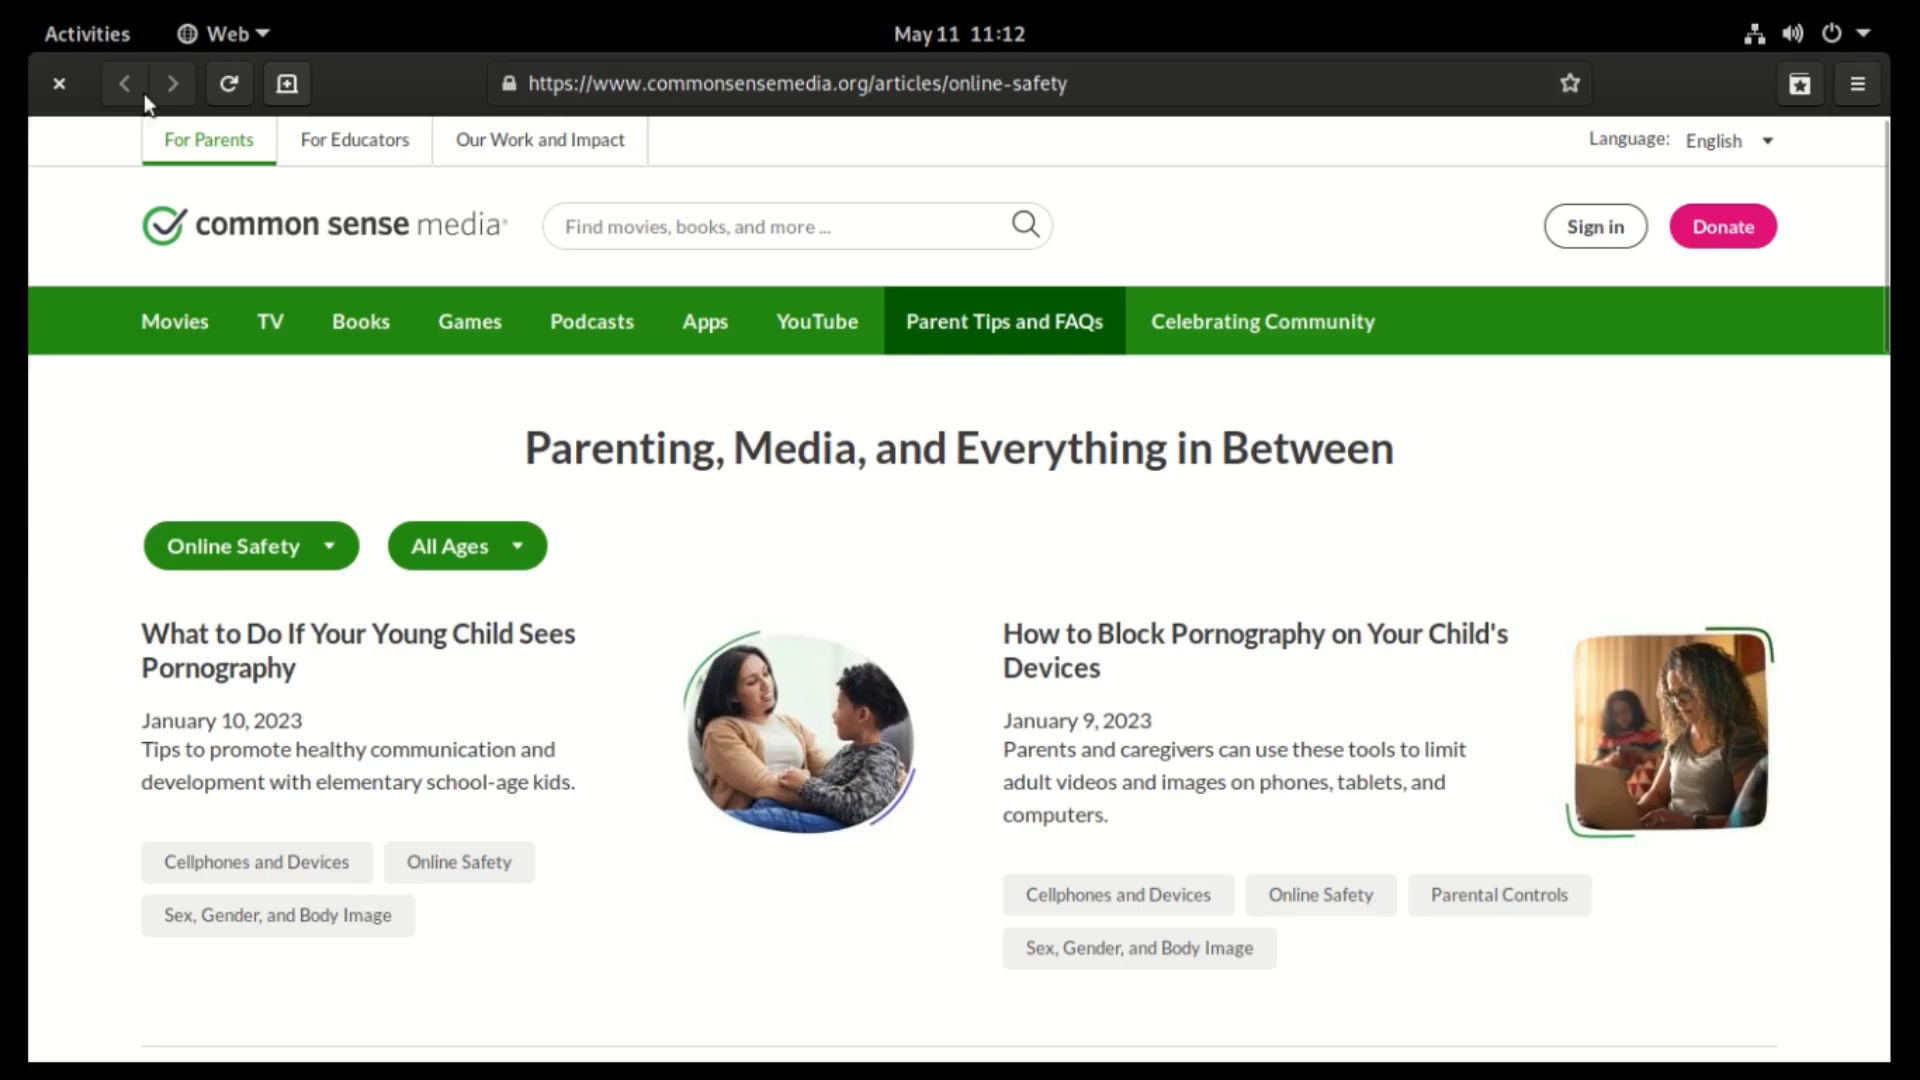 Activities Web May 11 11:12
https://www.commonsensemedia.org/articles/online-safety
For Parents For Educators Our Work and Impact Language: English
common sense media® Find movies, books, and more ... Sign in Donate
Movies TV Books Games Podcasts Apps YouTube Parent Tips and FAQs Celebrating Community
Parenting, Media, and Everything in Between
Online Safety All Ages
What to Do If Your Young Child Sees
Pornography
January 10, 2023
Tips to promote healthy communication and
development with elementary school-age kids.
Cellphones and Devices Online Safety
Sex, Gender, and Body Image
How to Block Pornography on Your Child's
Devices
January 9, 2023
Parents and caregivers can use these tools to limit
adult videos and images on phones, tablets, and
computers.
Cellphones and Devices Online Safety Parental Controls
Sex, Gender, and Body Image